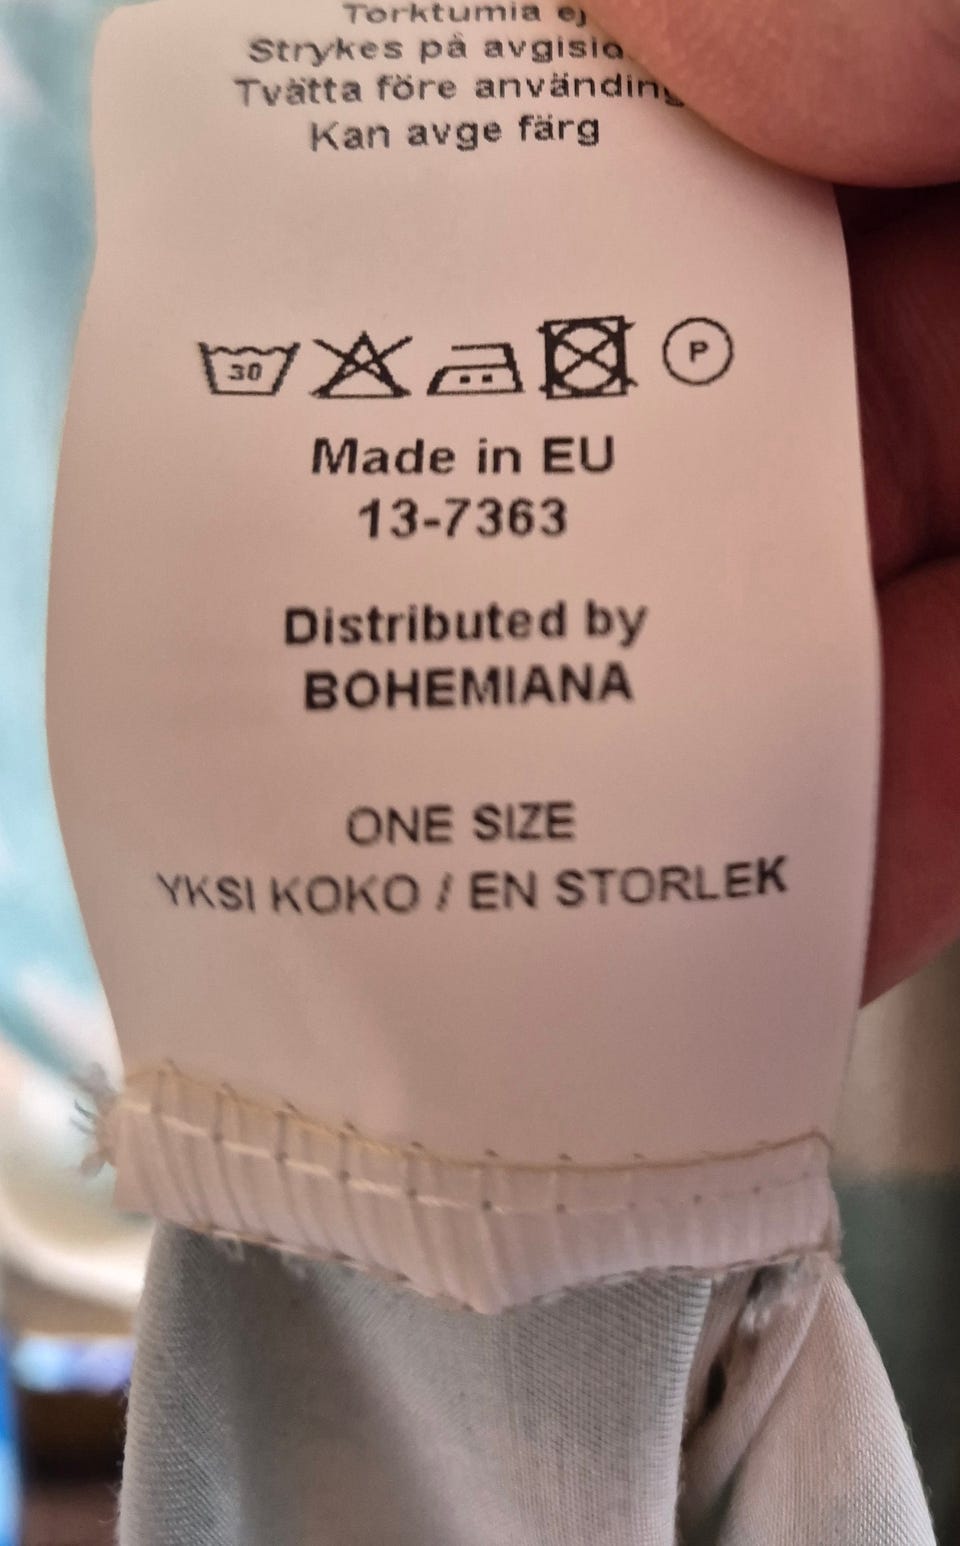 Torktumla ej
Strykes på
Tvätta före
Kan avge färg
30
P
Made in EU
13-7363
Distributed by
BOHEMIANA
ONE SIZE
YKSI KOKO / EN STORLEK